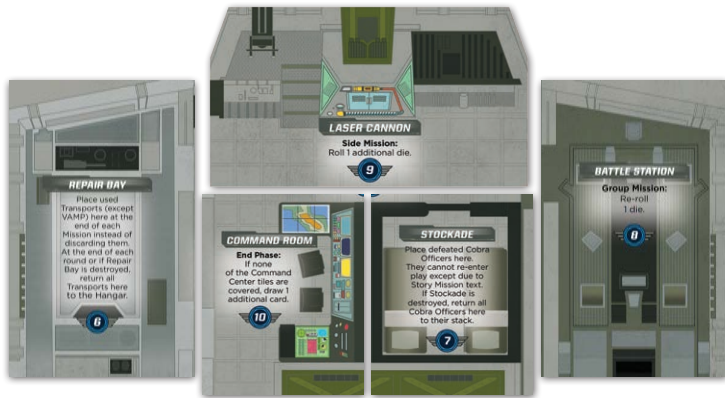 LASER CANNON
Side Mission:
Roll 1 additional die.
9
REPAIR BAY
Place used
Transports (except
VAMP) here at the
end of each
Mission instead of
discarding them.
At the end of each
round or if Repair
Bay is destroyed,
return all
Transports here
to the Hangar.
6
COMMAND ROOM
End Phase:
If none
of the Command
Center tiles are
covered, draw 1
additional card.
10
STOCKADE
Place defeated Cobra
Officers here.
They cannot re-enter
play except due to
Story Mission text.
If Stockade is
destroyed, return all
Cobra Officers here
to their stack.
7
BATTLE STATION
Group Mission:
Re-roll
1 die.
8